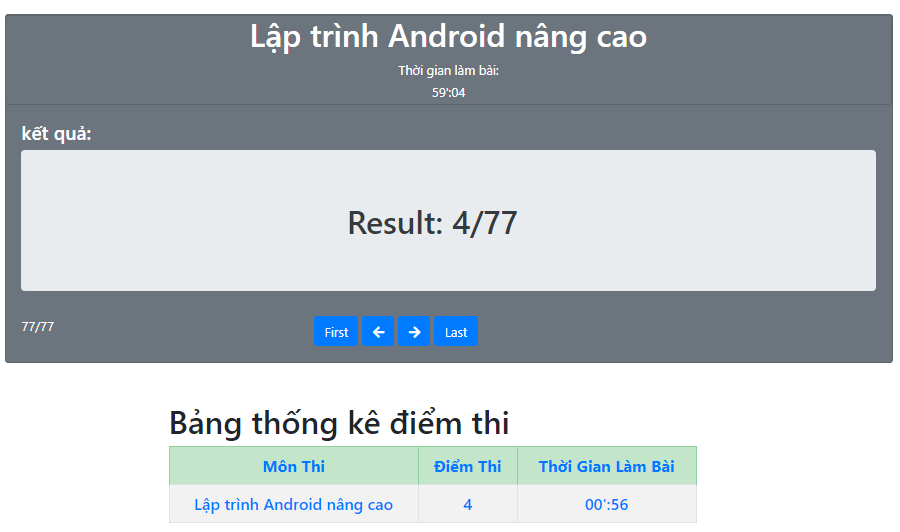 Lập trình Android nâng cao
Thời gian làm bài:
59':04
kết quả:
Result: 4/77
77/77
First ← → Last
Bảng thống kê điểm thi
Môn Thi Điểm Thi Thời Gian Làm Bài
Lập trình Android nâng cao 4 00':56